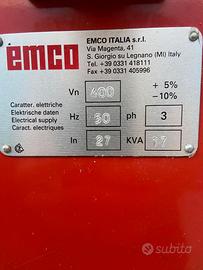 emco
EMCO ITALIA s.r.l.
Via Magenta, 41
S. Giorgio su Legnano (MI) Italy
Tel. +39 0331 418111
Fax +39 0331 405996
Vn 400 + 5%
−10%
Caratter. elettriche
Elektrische daten
Electrical supply
Caract. electriques
Hz 50 ph 3
In 27 KVA 17
subito